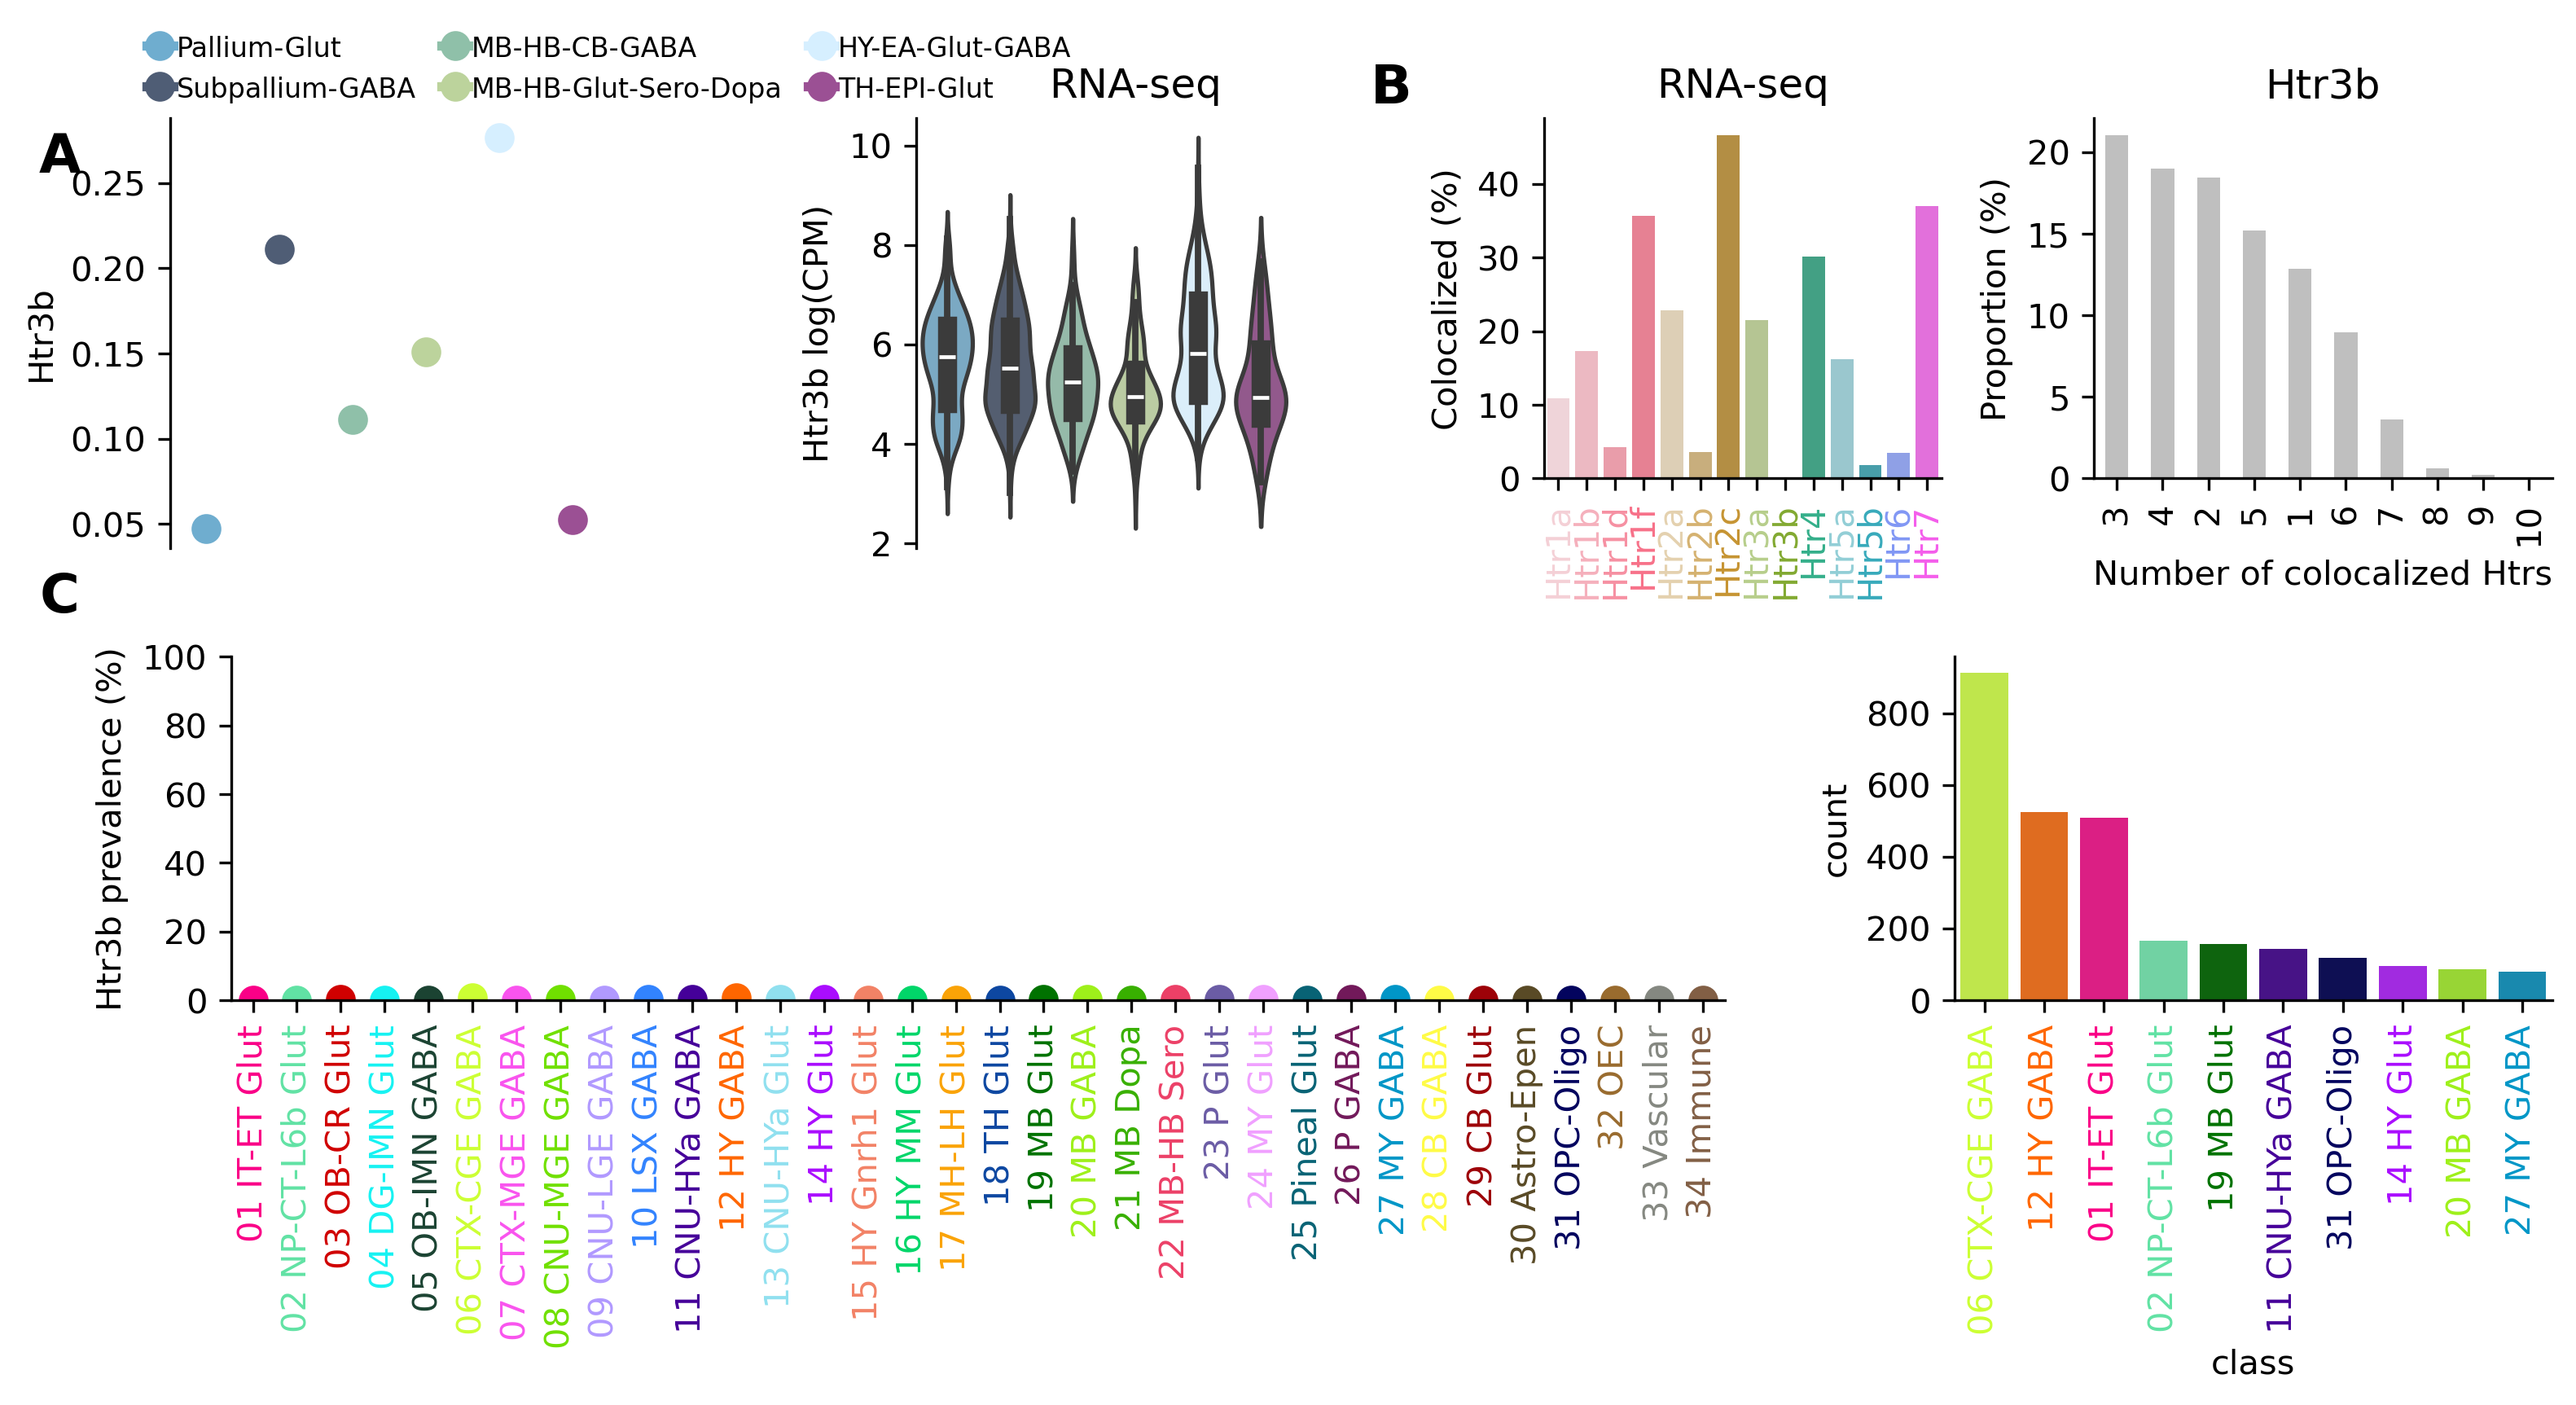 Pallium-Glut
Subpallium-GABA
MB-HB-CB-GABA
MB-HB-Glut-Sero-Dopa
HY-EA-Glut-GABA
TH-EPI-Glut
A
Htr3b
0.25
0.20
0.15
0.10
0.05
RNA-seq
Htr3b log(CPM)
10
8
6
4
2
B
RNA-seq
Colocalized (%)
40
30
20
10
0
Htr1a
Htr1b
Htr1d
Htr1f
Htr2a
Htr2b
Htr2c
Htr3a
Htr3b
Htr4
Htr5a
Htr5b
Htr6
Htr7
Htr3b
Proportion (%)
20
15
10
5
0
3
4
2
5
1
6
7
8
9
10
Number of colocalized Htrs
C
Htr3b prevalence (%)
100
80
60
40
20
0
01 IT-ET Glut
02 NP-CT-L6b Glut
03 OB-CR Glut
04 DG-IMN Glut
05 OB-IMN GABA
06 CTX-CGE GABA
07 CTX-MGE GABA
08 CNU-MGE GABA
09 CNU-LGE GABA
10 LSX GABA
11 CNU-HYa GABA
12 HY GABA
13 CNU-HYa Glut
14 HY Glut
15 HY Gnrh1 Glut
16 HY MM Glut
17 MH-LH Glut
18 TH Glut
19 MB Glut
20 MB GABA
21 MB Dopa
22 MB-HB Sero
23 P Glut
24 MY Glut
25 Pineal Glut
26 P GABA
27 MY GABA
28 CB GABA
29 CB Glut
30 Astro-Epen
31 OPC-Oligo
32 OEC
33 Vascular
34 Immune
count
800
600
400
200
0
06 CTX-CGE GABA
12 HY GABA
01 IT-ET Glut
02 NP-CT-L6b Glut
19 MB Glut
11 CNU-HYa GABA
31 OPC-Oligo
14 HY Glut
20 MB GABA
27 MY GABA
class